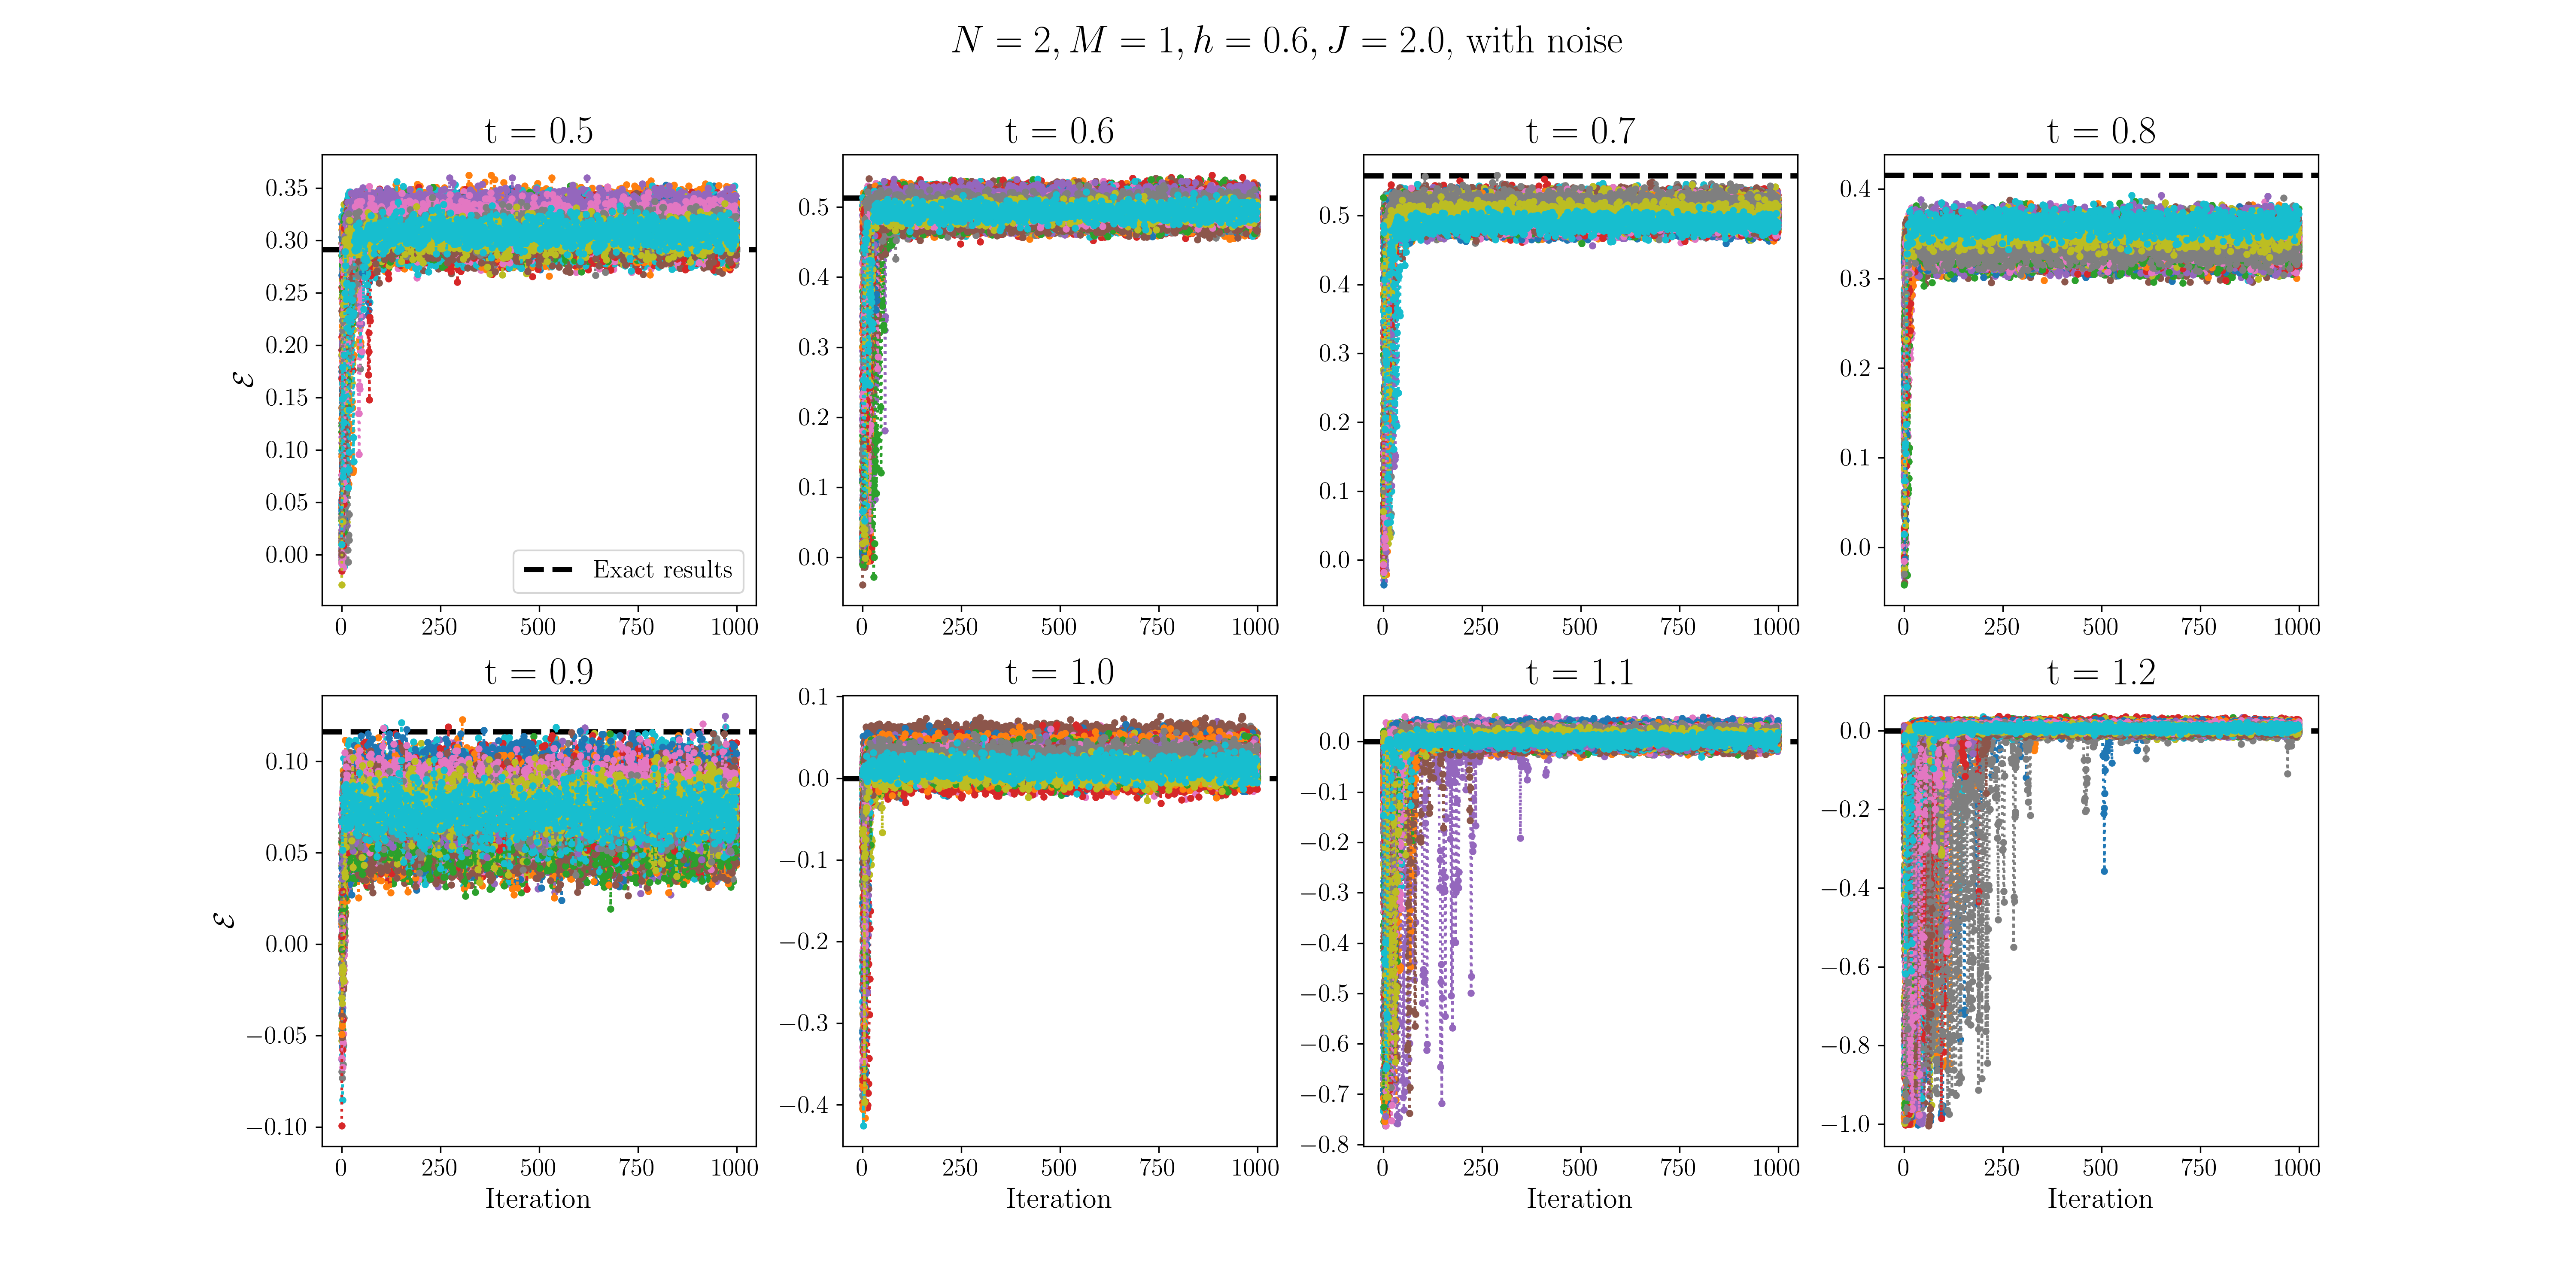 N = 2, M = 1, h = 0.6, J = 2.0, with noise
t = 0.5
0.35
0.30
0.25
0.20
0.15
0.10
0.05
0.00
ℰ
Exact results
0 250 500 750 1000
t = 0.6
0.5
0.4
0.3
0.2
0.1
0.0
0 250 500 750 1000
t = 0.7
0.5
0.4
0.3
0.2
0.1
0.0
0 250 500 750 1000
t = 0.8
0.4
0.3
0.2
0.1
0.0
0 250 500 750 1000
t = 0.9
0.10
0.05
0.00
−0.05
−0.10
ℰ
0 250 500 750 1000
Iteration
t = 1.0
0.1
0.0
−0.1
−0.2
−0.3
−0.4
0 250 500 750 1000
Iteration
t = 1.1
0.0
−0.1
−0.2
−0.3
−0.4
−0.5
−0.6
−0.7
−0.8
0 250 500 750 1000
Iteration
t = 1.2
0.0
−0.2
−0.4
−0.6
−0.8
−1.0
0 250 500 750 1000
Iteration